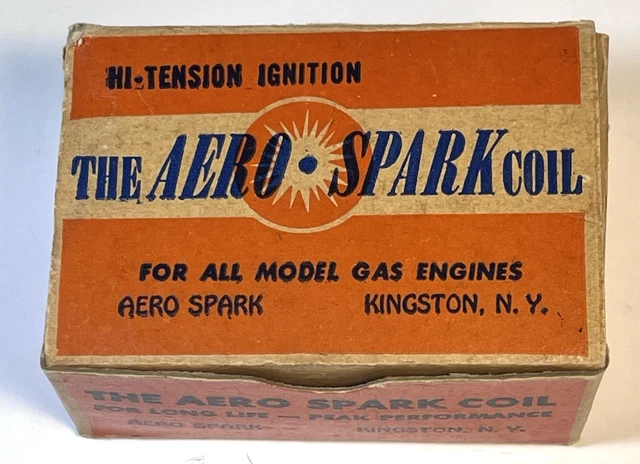 HI-TENSION IGNITION
THE AERO • SPARK COIL
FOR ALL MODEL GAS ENGINES
AERO SPARK KINGSTON, N. Y.
THE AERO SPARK COIL
FOR LONG LIFE — PEAK PERFORMANCE
AERO SPARK KINGSTON, N. Y.